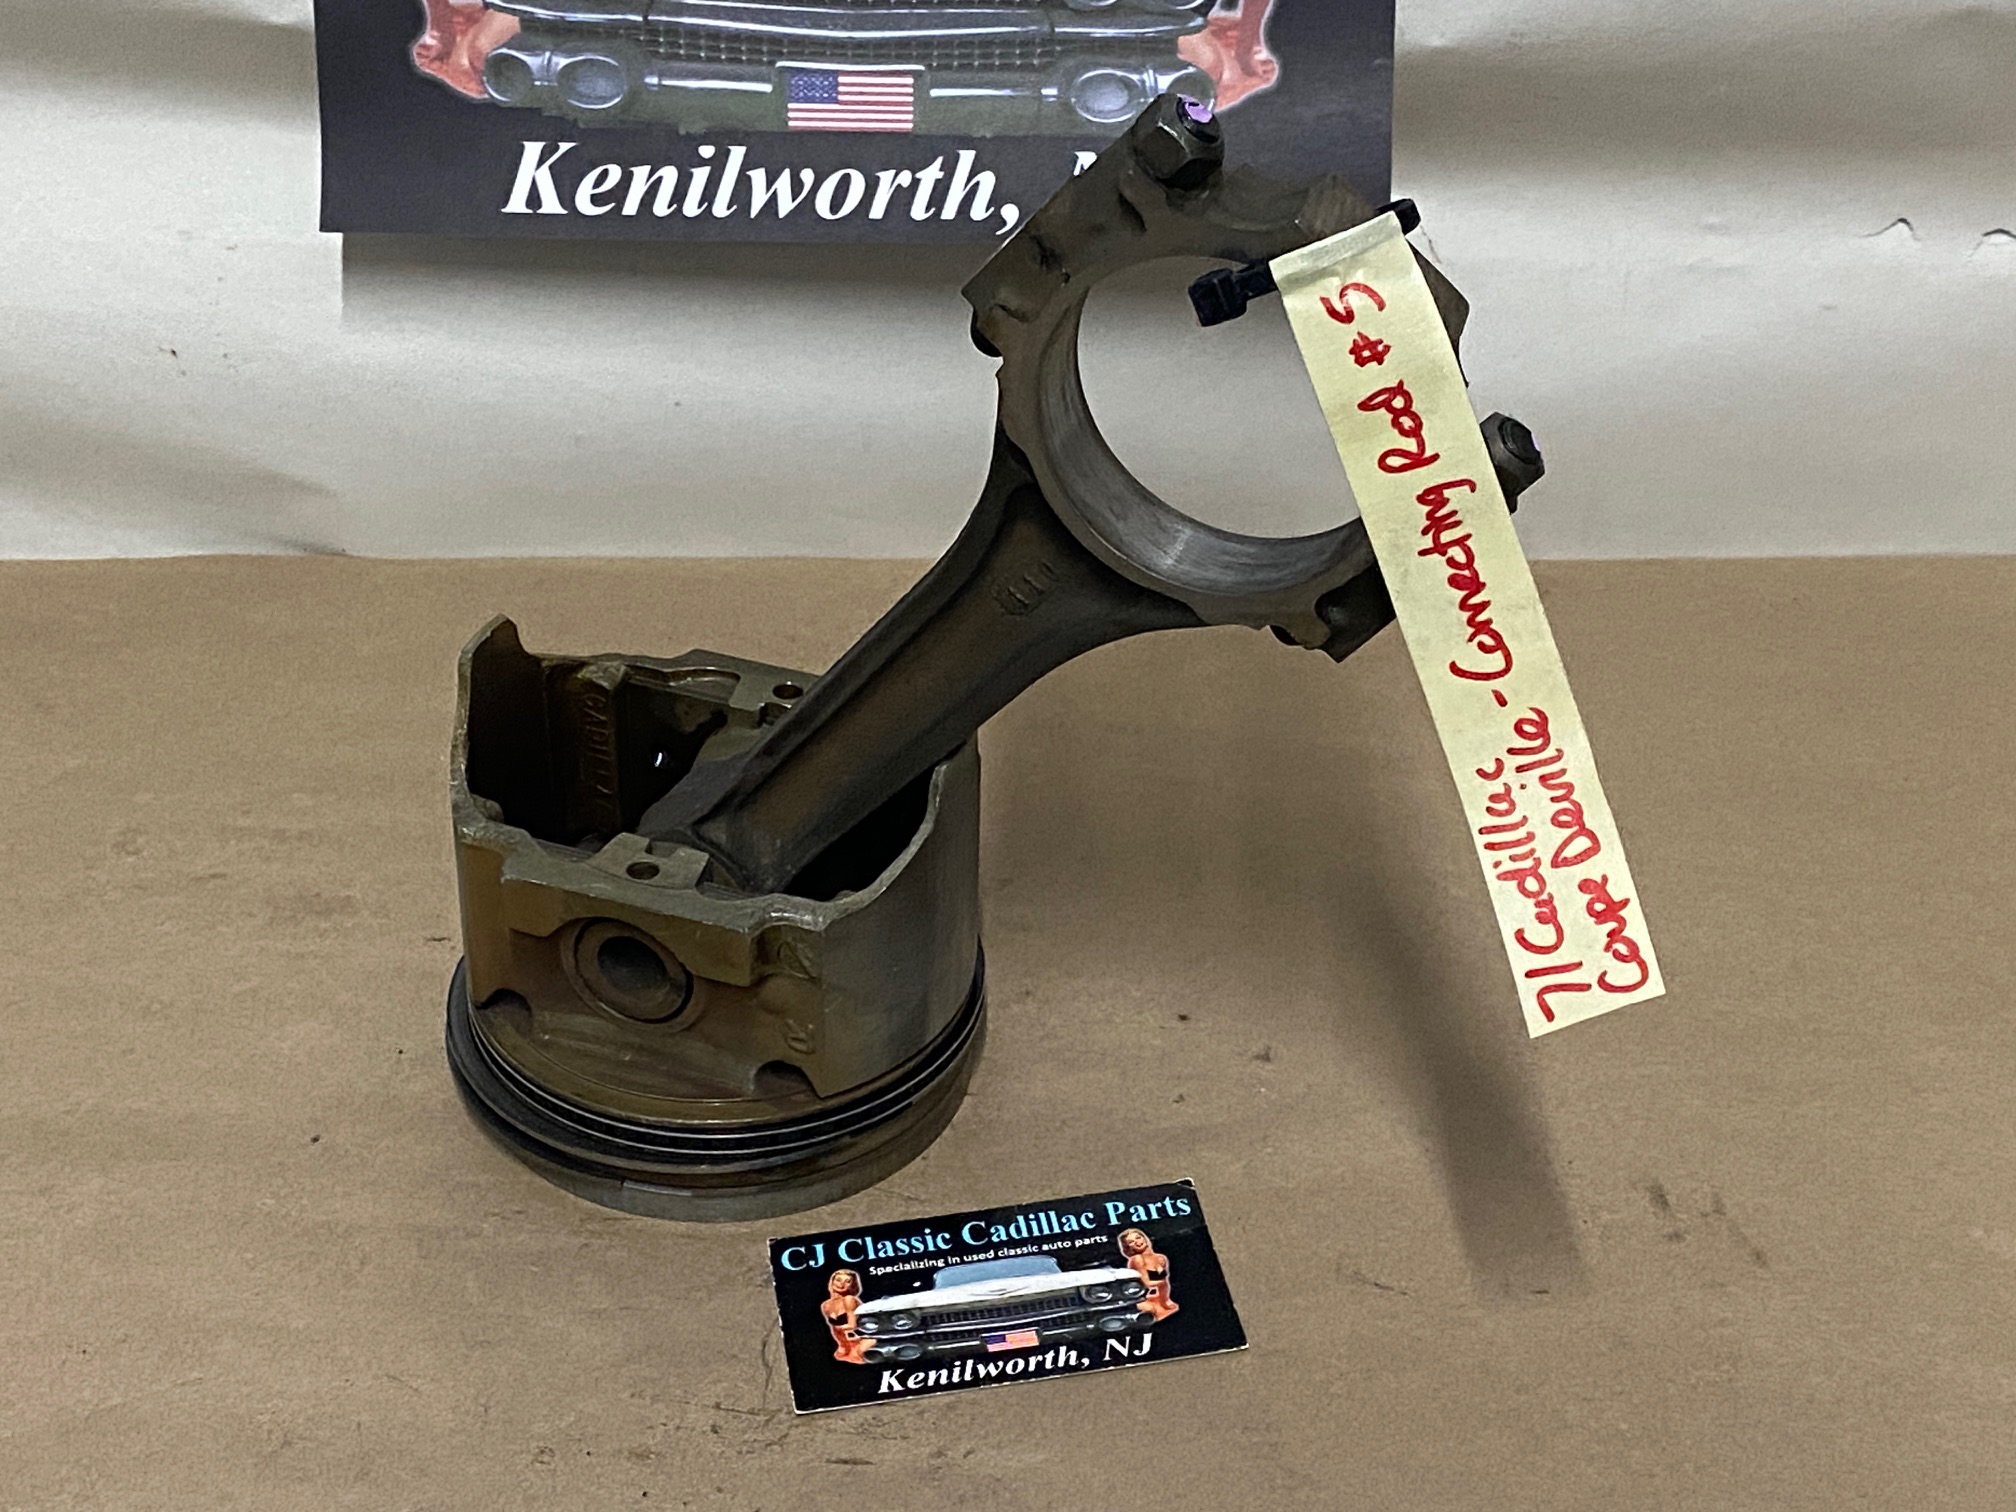 Kenilworth,
71 Cadillac - Connecting Rod #5
Coupe Deville
CADILLAC
CJ Classic Cadillac Parts
Specializing in used classic auto parts
Kenilworth, NJ